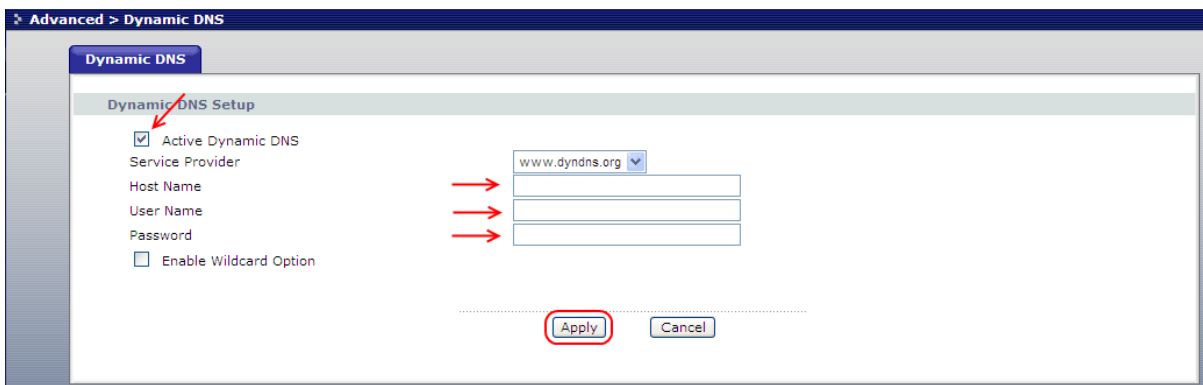 Advanced > Dynamic DNS
Dynamic DNS
Dynamic DNS Setup
Active Dynamic DNS
Service Provider www.dyndns.org
Host Name
User Name
Password
Enable Wildcard Option
Apply Cancel